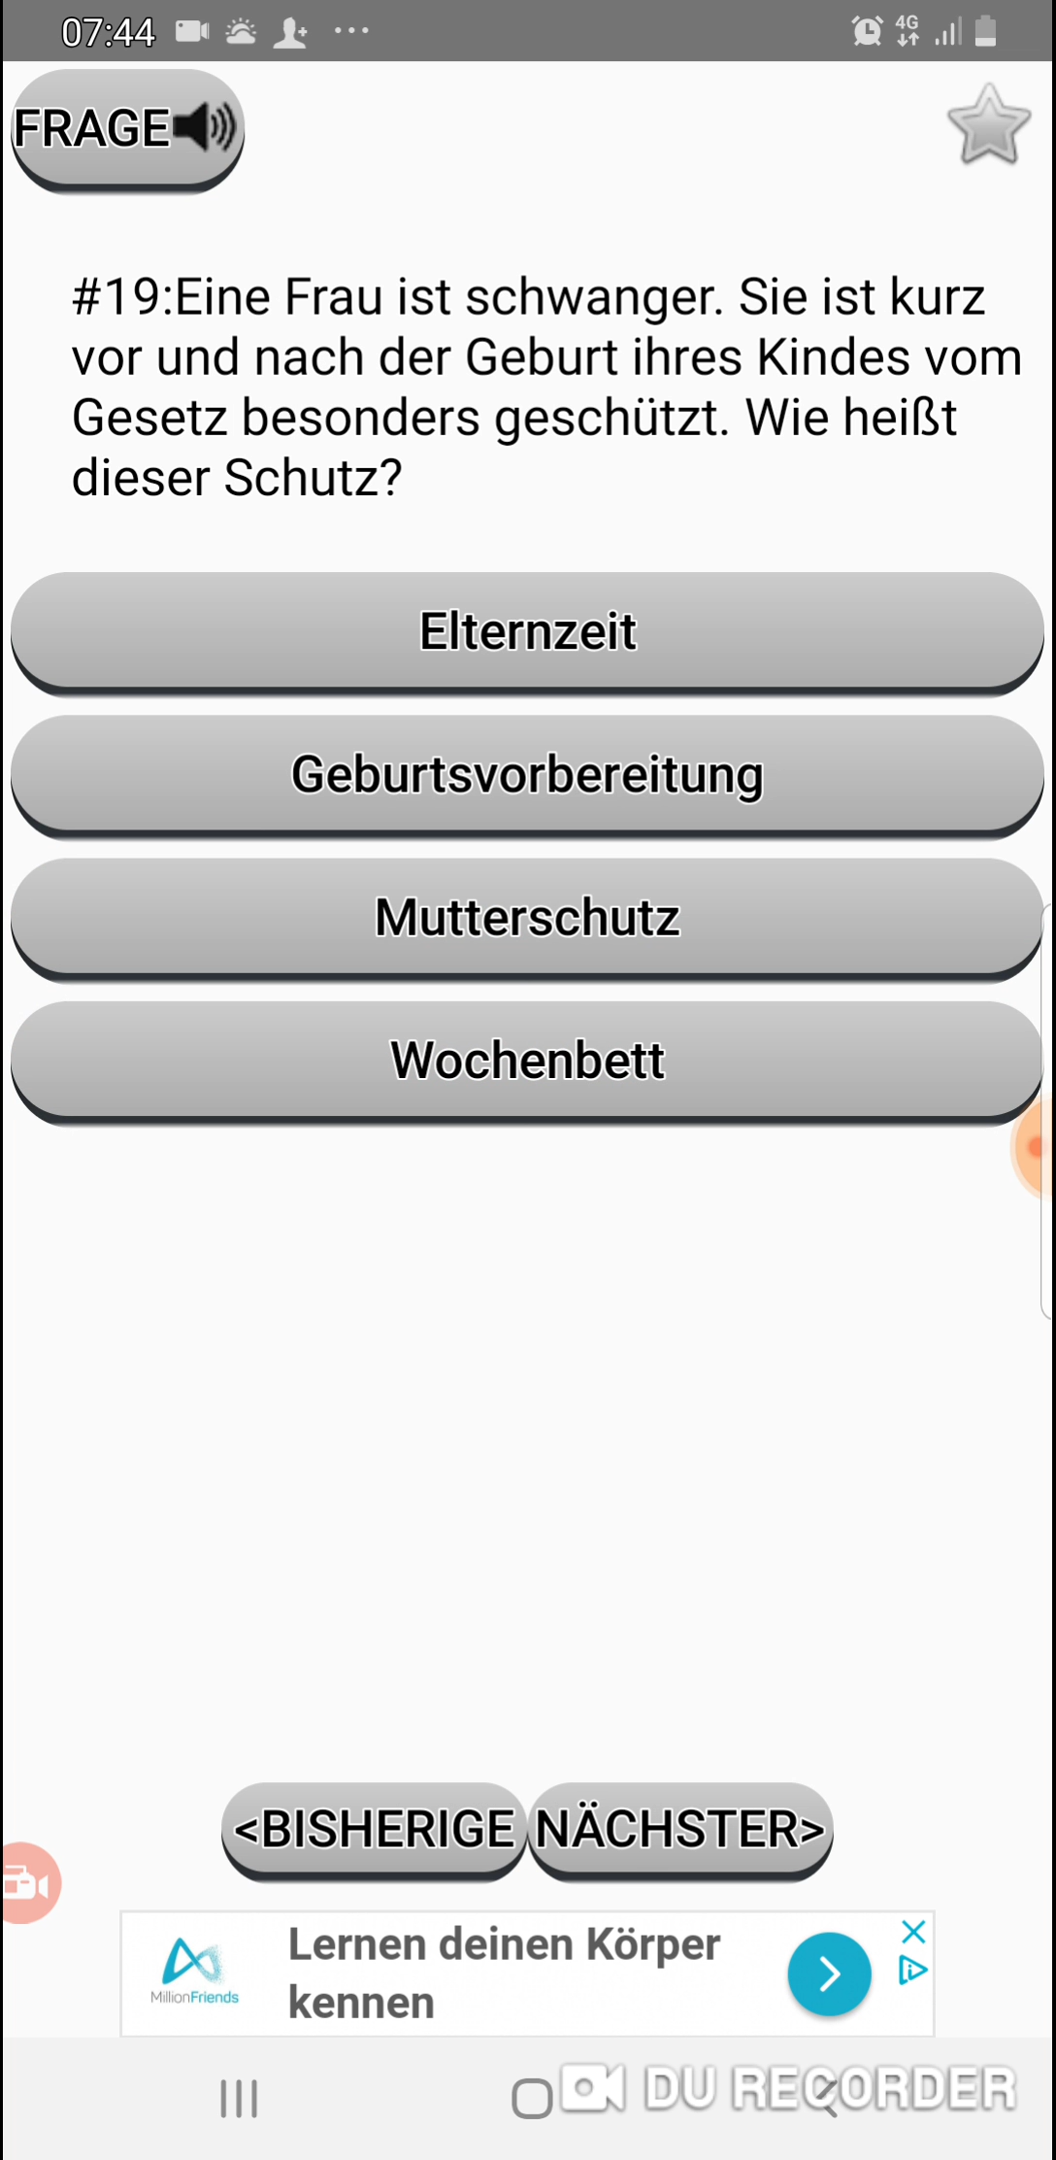 07:44
4G
FRAGE
#19:Eine Frau ist schwanger. Sie ist kurz
vor und nach der Geburt ihres Kindes vom
Gesetz besonders geschützt. Wie heißt
dieser Schutz?
Elternzeit
Geburtsvorbereitung
Mutterschutz
Wochenbett
<BISHERIGE
NÄCHSTER>
Lernen deinen Körper
kennen
MillionFriends
DU RECORDER